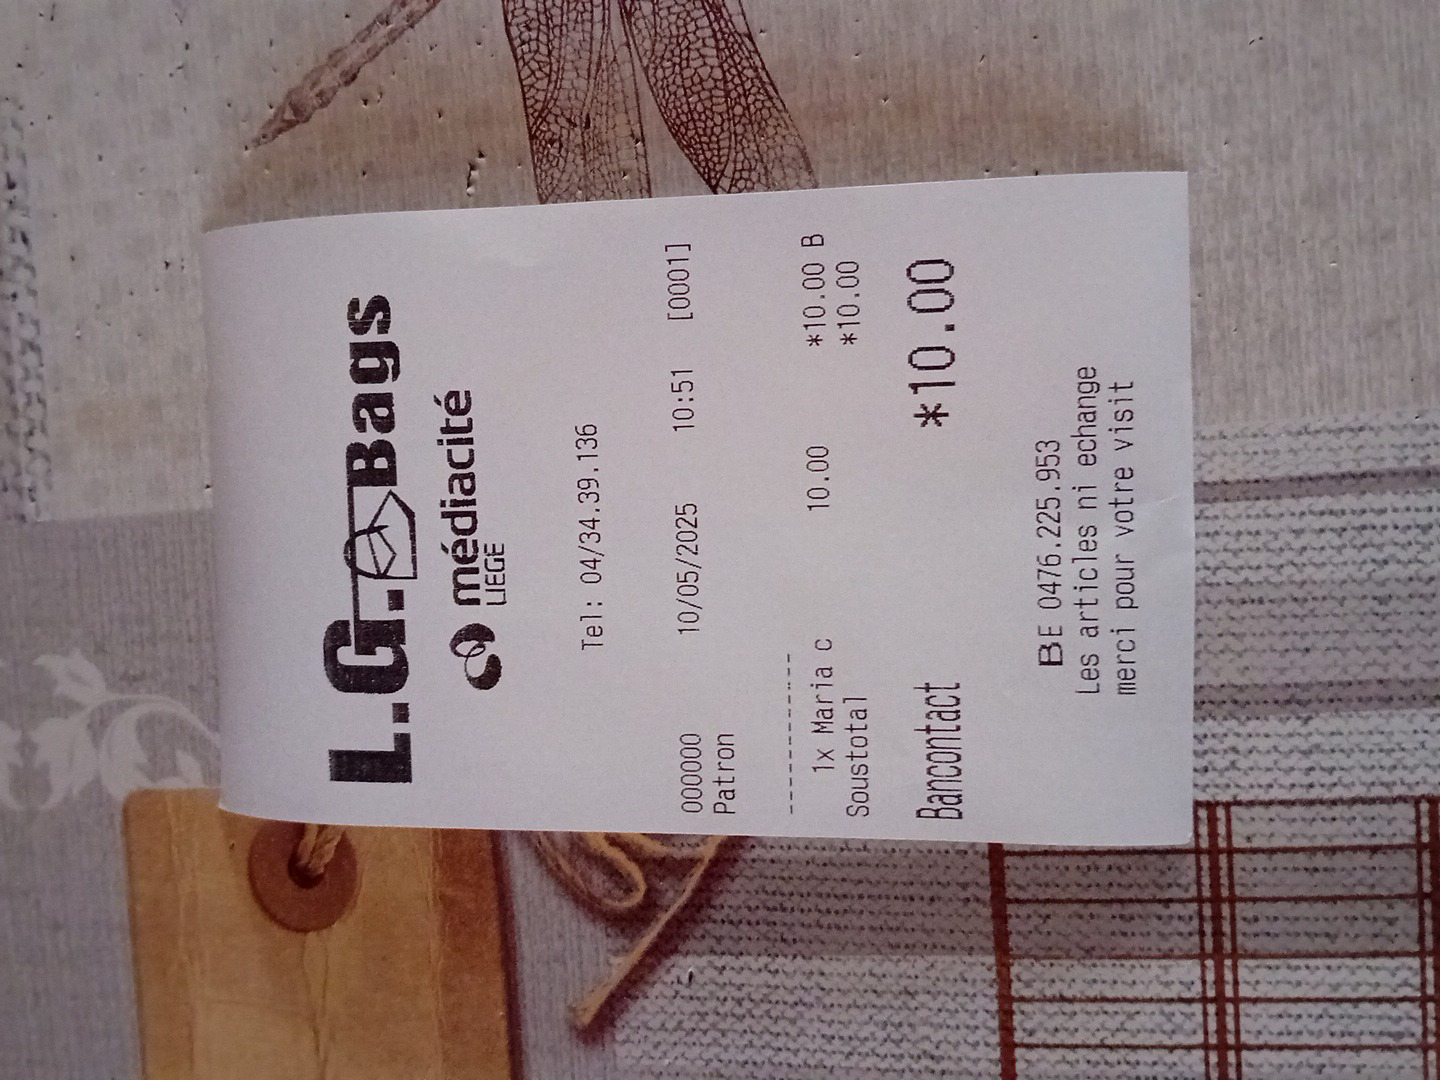 L.G. Bags
médiacité
LIEGE
Tel: 04/34.39.136
000000 10/05/2025 10:51 [0001]
Patron
------------
1x Maria C 10.00 *10.00 B
Soustotal *10.00
Bancontact *10.00
BE 0476.225.953
Les articles ni echange
merci pour votre visit